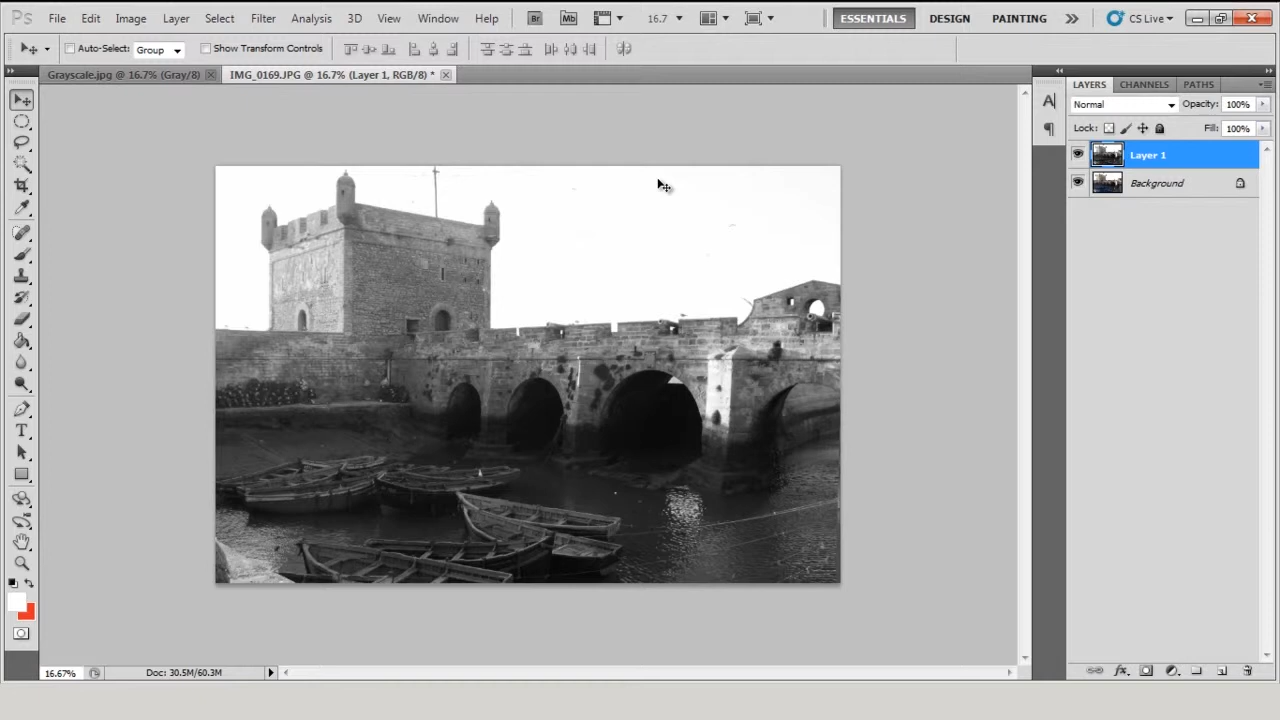 Ps File Edit Image Layer Select Filter Analysis 3D View Window Help Br Mb 16.7 ESSENTIALS DESIGN PAINTING CS Live
Auto-Select: Group Show Transform Controls
Grayscale.jpg @ 16.7% (Gray/8) IMG_0169.JPG @ 16.7% (Layer 1, RGB/8) *
LAYERS CHANNELS PATHS
Normal Opacity: 100%
Lock: Fill: 100%
Layer 1
Background
16.67% Doc: 30.5M/60.3M